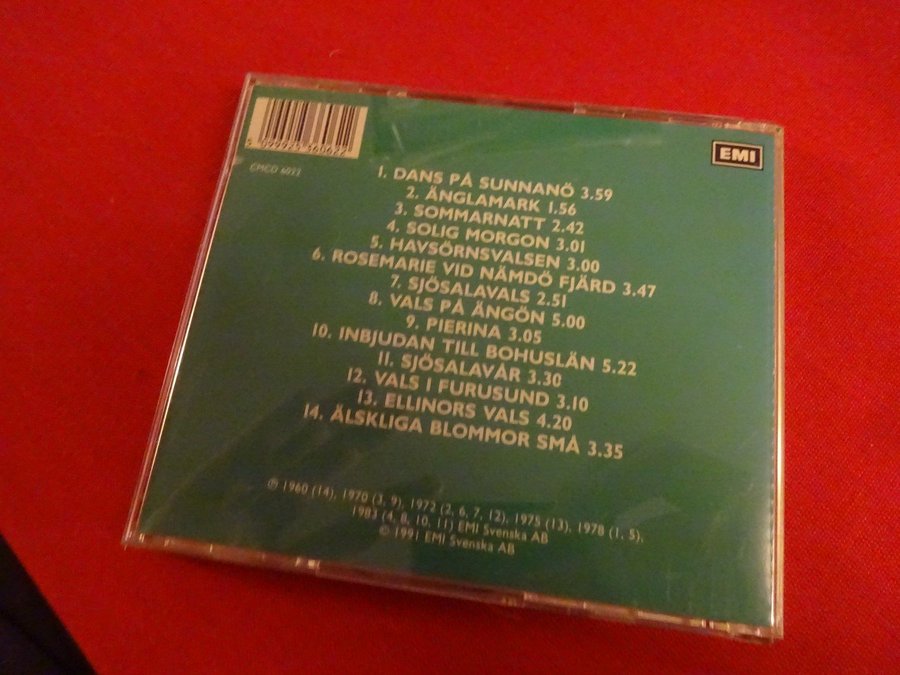 EMI
CMCD 6022
1. DANS PÅ SUNNANÖ 3.59
2. ÄNGLAMARK 1.56
3. SOMMARNATT 2.42
4. SOLIG MORGON 3.01
5. HAVSÖRNSVALSEN 3.00
6. ROSEMARIE VID NÄMDÖ FJÄRD 3.47
7. SJÖSALAVALS 2.51
8. VALS PÅ ÄNGÖN 5.00
9. PIERINA 3.05
10. INBJUDAN TILL BOHUSLÄN 5.22
11. SJÖSALAVÅR 3.30
12. VALS I FURUSUND 3.10
13. ELLINORS VALS 4.20
14. ÄLSKLIGA BLOMMOR SMÅ 3.35
℗ 1960 (14), 1970 (3, 9), 1972 (2, 6, 7, 12), 1975 (13), 1978 (1, 5),
1983 (4, 8, 10, 11) EMI Svenska AB
© 1991 EMI Svenska AB